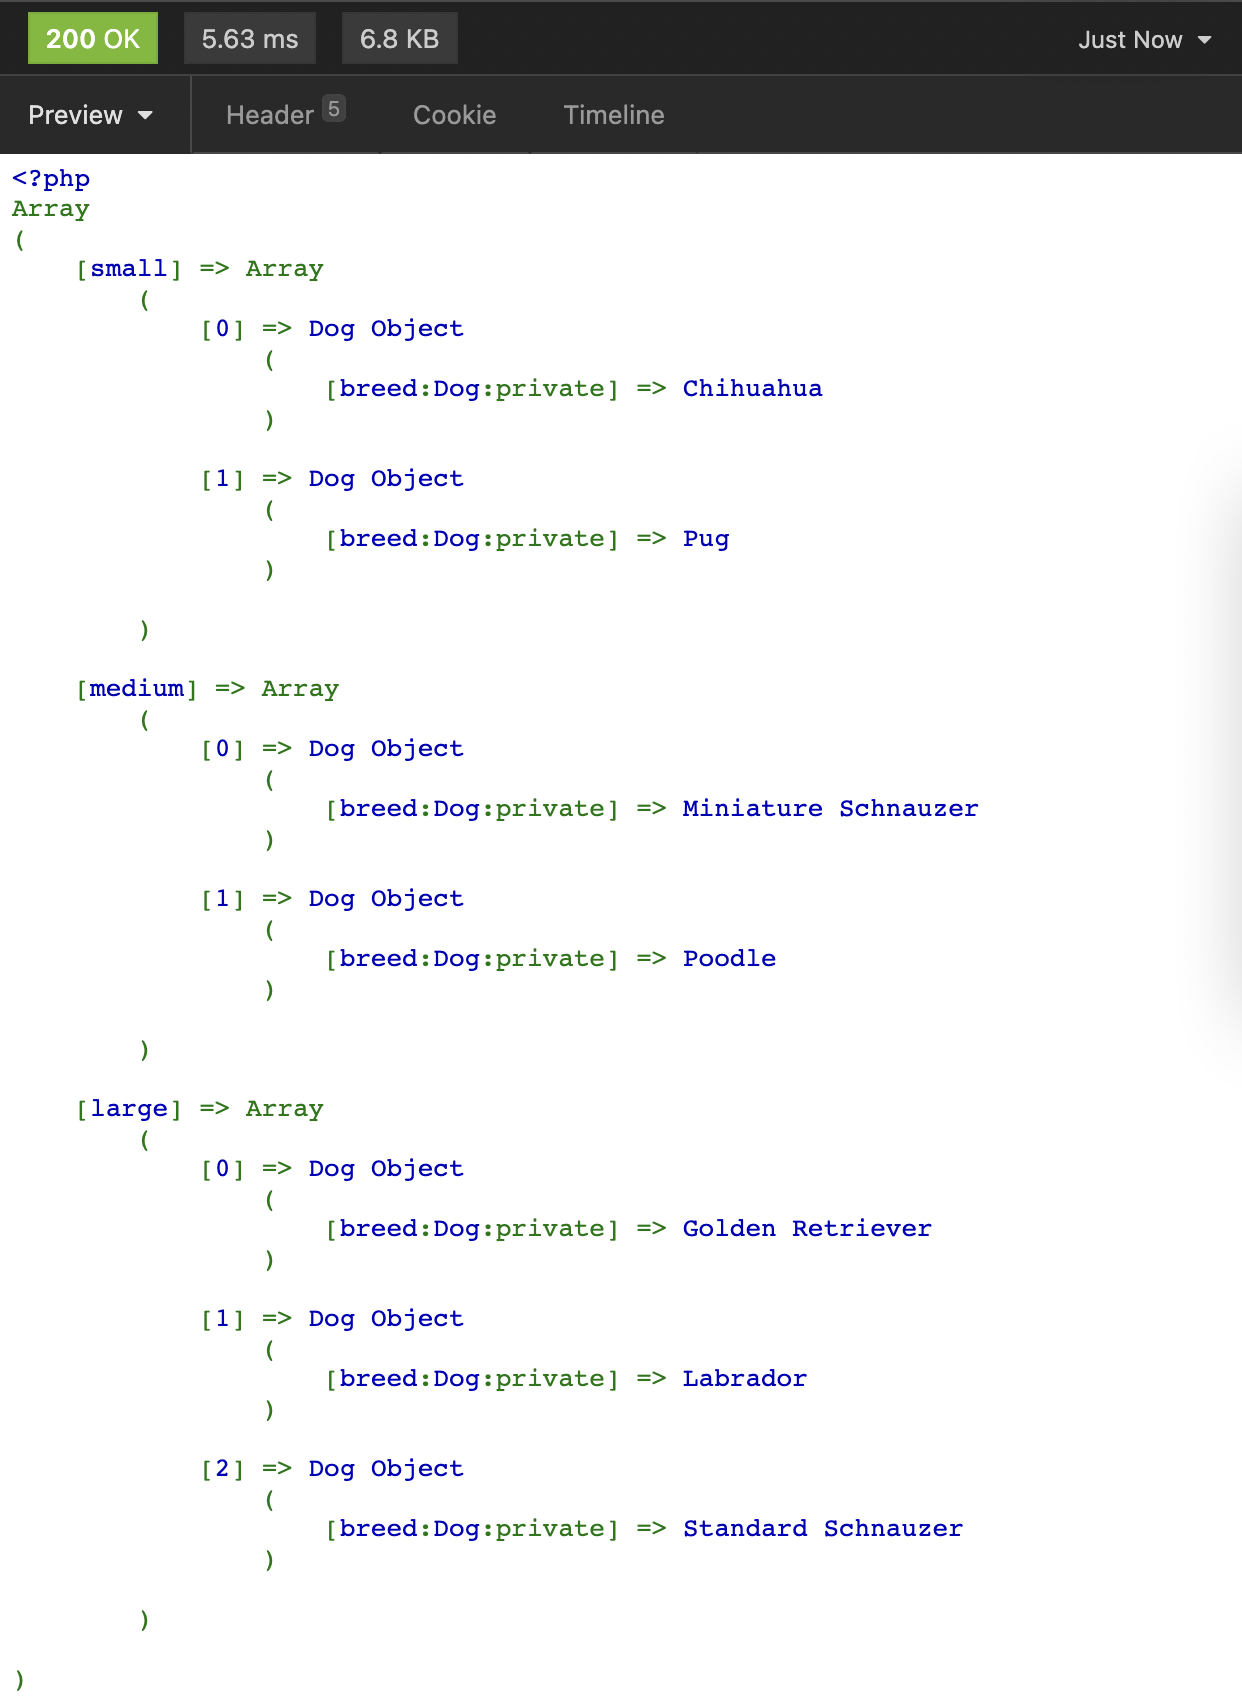 200 OK 5.63 ms 6.8 KB Just Now
Preview Header 5 Cookie Timeline
<?php
Array
(
    [small] => Array
        (
            [0] => Dog Object
                (
                    [breed:Dog:private] => Chihuahua
                )

            [1] => Dog Object
                (
                    [breed:Dog:private] => Pug
                )

        )

    [medium] => Array
        (
            [0] => Dog Object
                (
                    [breed:Dog:private] => Miniature Schnauzer
                )

            [1] => Dog Object
                (
                    [breed:Dog:private] => Poodle
                )

        )

    [large] => Array
        (
            [0] => Dog Object
                (
                    [breed:Dog:private] => Golden Retriever
                )

            [1] => Dog Object
                (
                    [breed:Dog:private] => Labrador
                )

            [2] => Dog Object
                (
                    [breed:Dog:private] => Standard Schnauzer
                )

        )

)